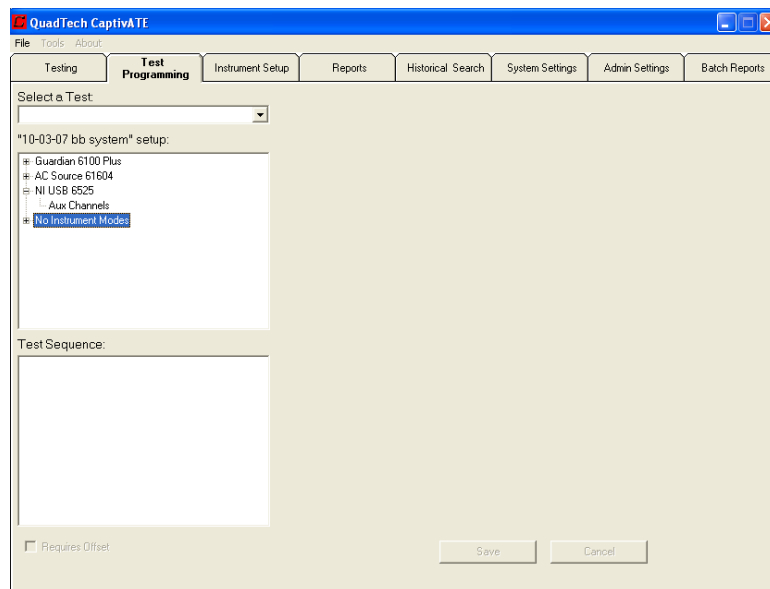 QuadTech CaptivATE
File Tools About
Testing
Test Programming
Instrument Setup
Reports
Historical Search
System Settings
Admin Settings
Batch Reports
Select a Test:
"10-03-07 bb system" setup:
Guardian 6100 Plus
AC Source 61604
NI USB 6525
Aux Channels
No Instrument Modes
Test Sequence:
Requires Offset
Save
Cancel